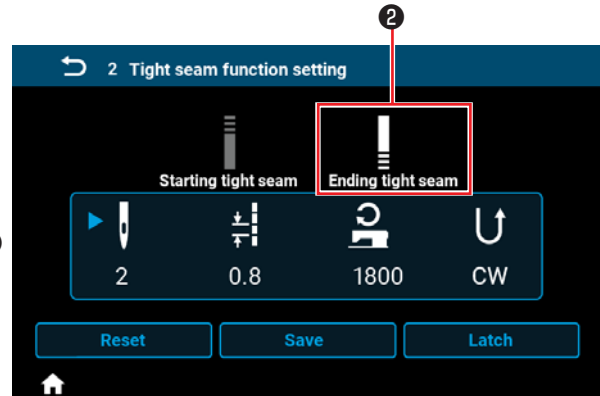 ❷
2 Tight seam function setting
Starting tight seam Ending tight seam
2 0.8 1800 CW
Reset Save Latch